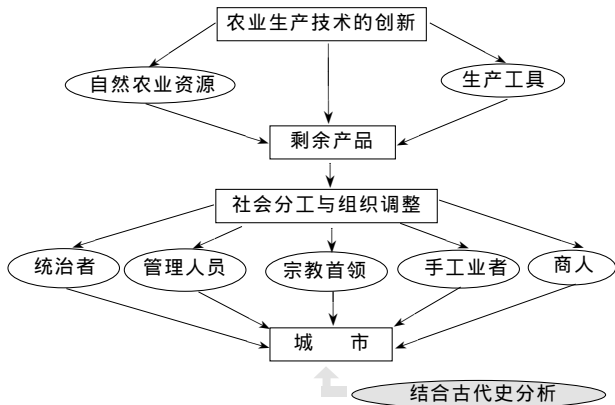 农业生产技术的创新
自然农业资源
生产工具
剩余产品
社会分工与组织调整
统治者
管理人员
宗教首领
手工业者
商人
城 市
结合古代史分析